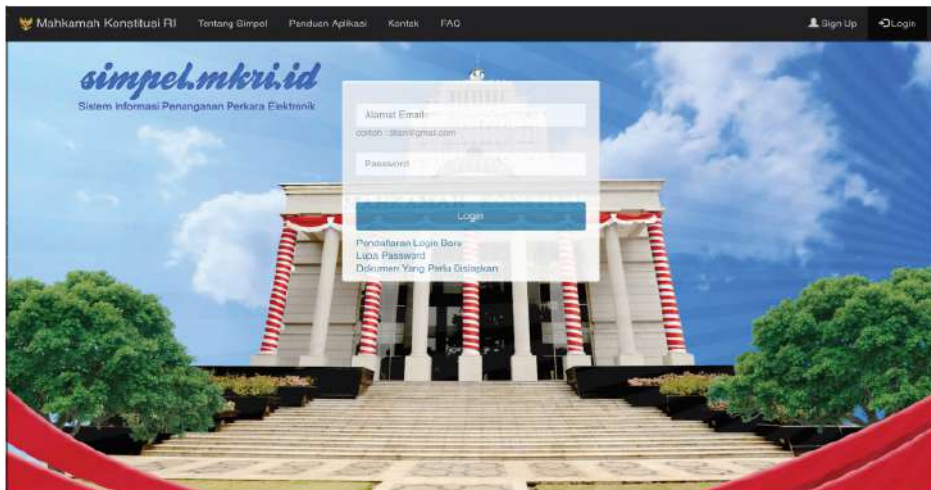 Mahkamah Konstitusi RI Tentang Simpel Panduan Aplikasi Kontak FAQ Sign Up Login
simpel.mkri.id
Sistem Informasi Penanganan Perkara Elektronik
Alamat Email
Password
Login
Pendaftaran Login Baru
Lupa Password
Dokumen Yang Perlu Disiapkan